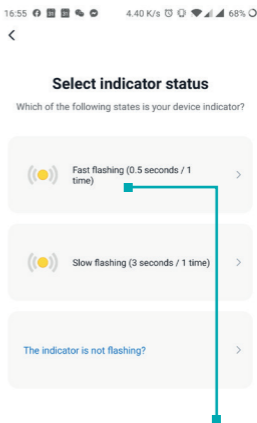 16:55 4.40 K/s 68%
Select indicator status
Which of the following states is your device indicator?
Fast flashing (0.5 seconds / 1
time)
Slow flashing (3 seconds / 1 time)
The indicator is not flashing?